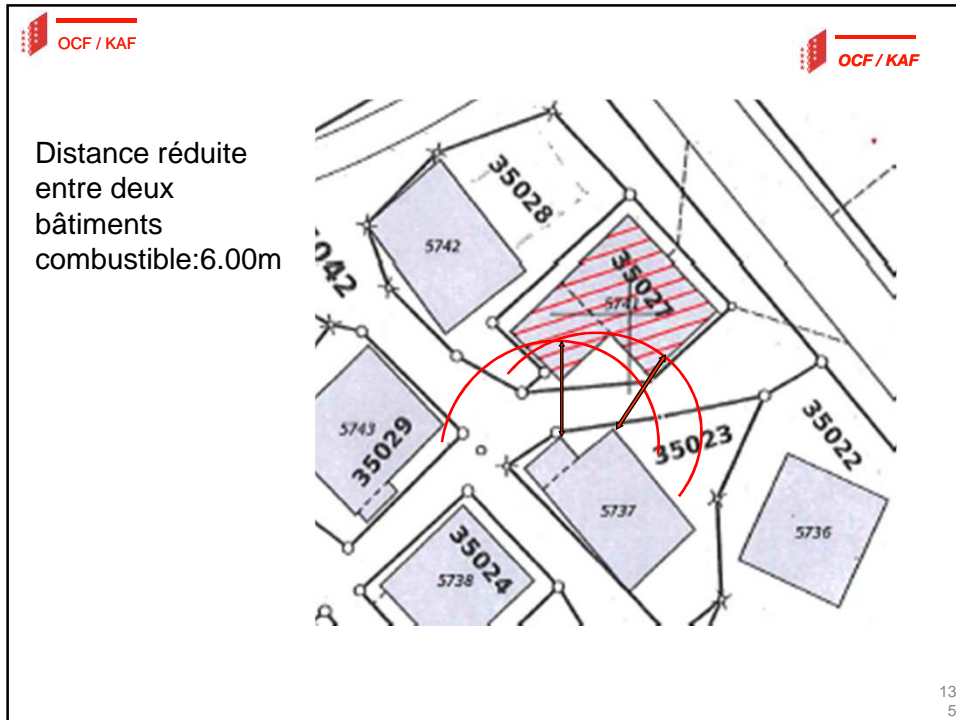 OCF / KAF
OCF / KAF
Distance réduite
entre deux
bâtiments
combustible:6.00m
35028
5742
35027
5741
042
5743
35029
35023
35022
5737
5736
35024
5738
13
5